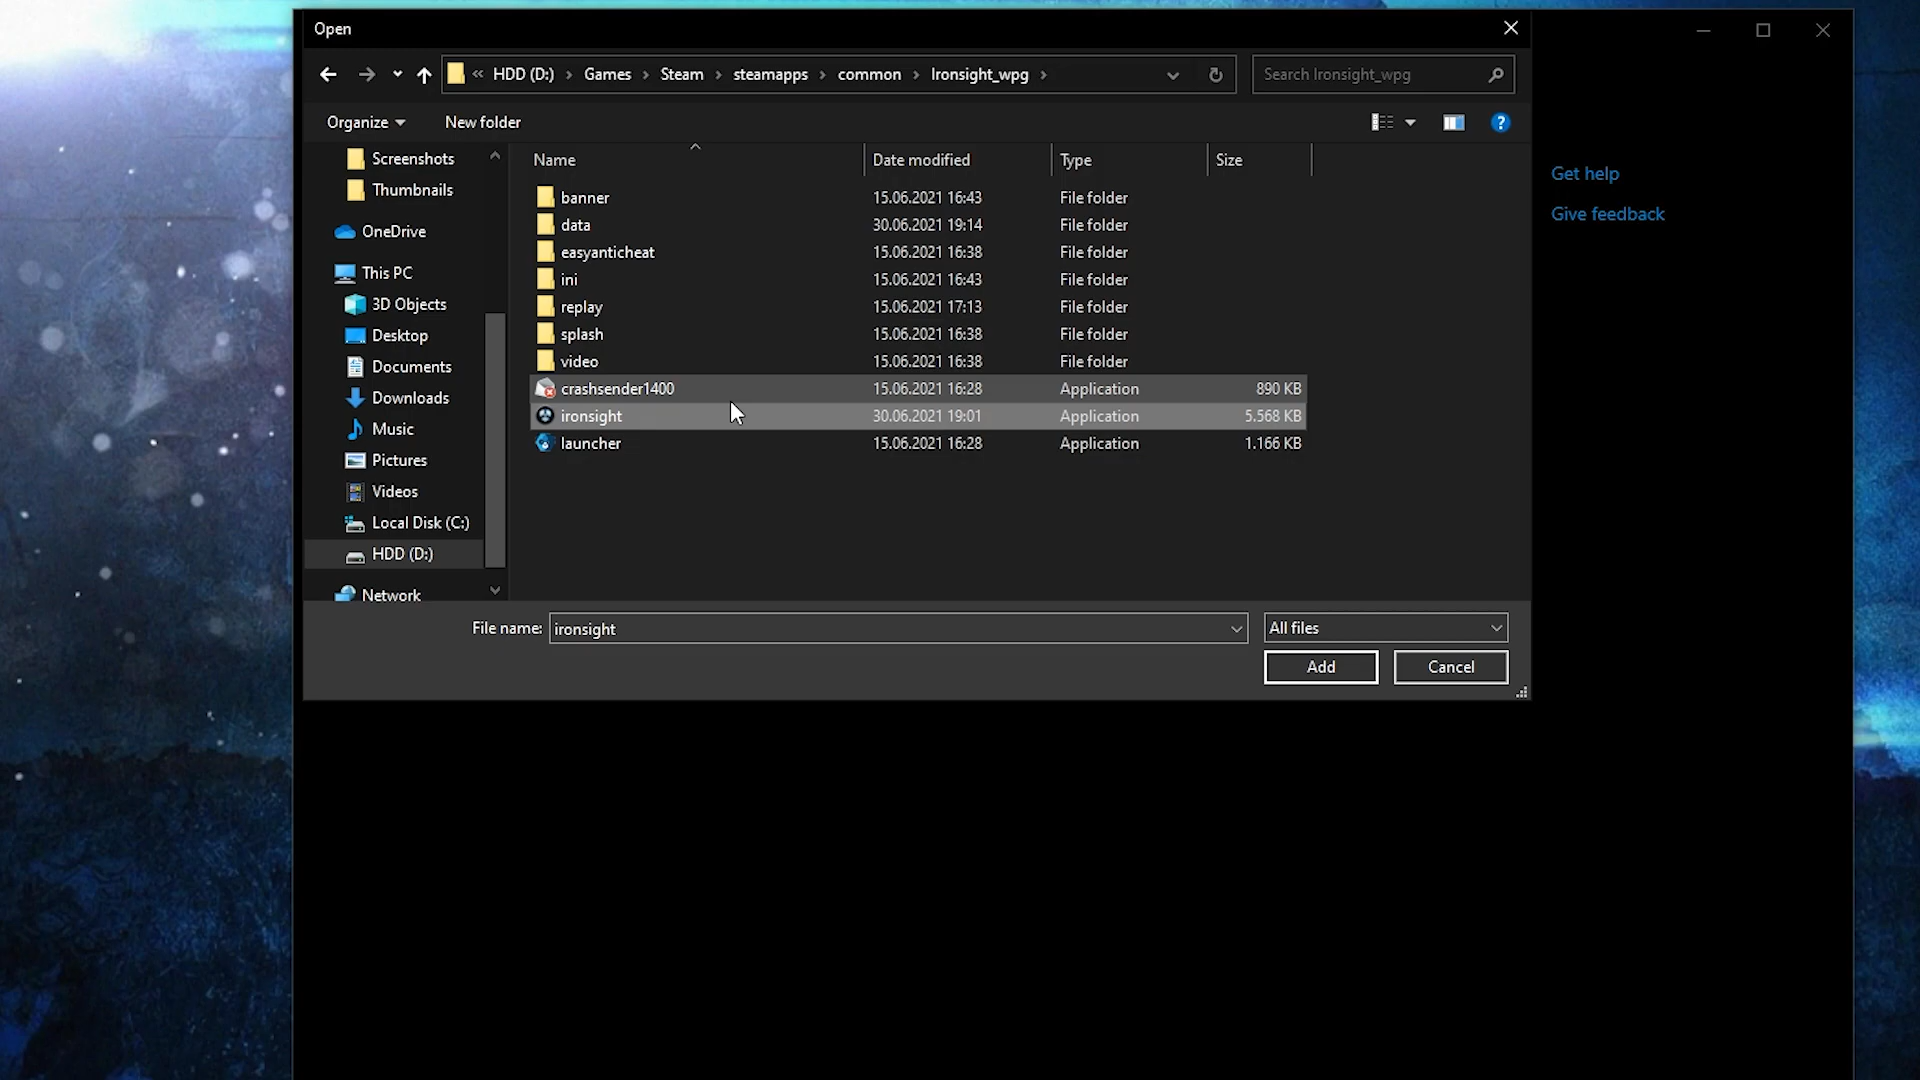 Open
« HDD (D:) › Games › Steam › steamapps › common › Ironsight_wpg ›
Search Ironsight_wpg
Organize
New folder
?
Screenshots
Thumbnails
OneDrive
This PC
3D Objects
Desktop
Documents
Downloads
Music
Pictures
Videos
Local Disk (C:)
HDD (D:)
Network
Name Date modified Type Size
banner 15.06.2021 16:43 File folder
data 30.06.2021 19:14 File folder
easyanticheat 15.06.2021 16:38 File folder
ini 15.06.2021 16:43 File folder
replay 15.06.2021 17:13 File folder
splash 15.06.2021 16:38 File folder
video 15.06.2021 16:38 File folder
crashsender1400 15.06.2021 16:28 Application 890 KB
ironsight 30.06.2021 19:01 Application 5.568 KB
launcher 15.06.2021 16:28 Application 1.166 KB
File name: ironsight
All files
Add
Cancel
Get help
Give feedback